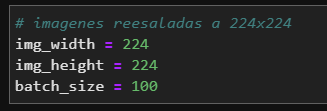 # imagenes reesaladas a 224x224
img_width = 224
img_height = 224
batch_size = 100